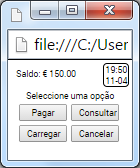 file:///C:/User
Saldo: € 150.00
19:50
11-04
Seleccione uma opção
Pagar Consultar
Carregar Cancelar